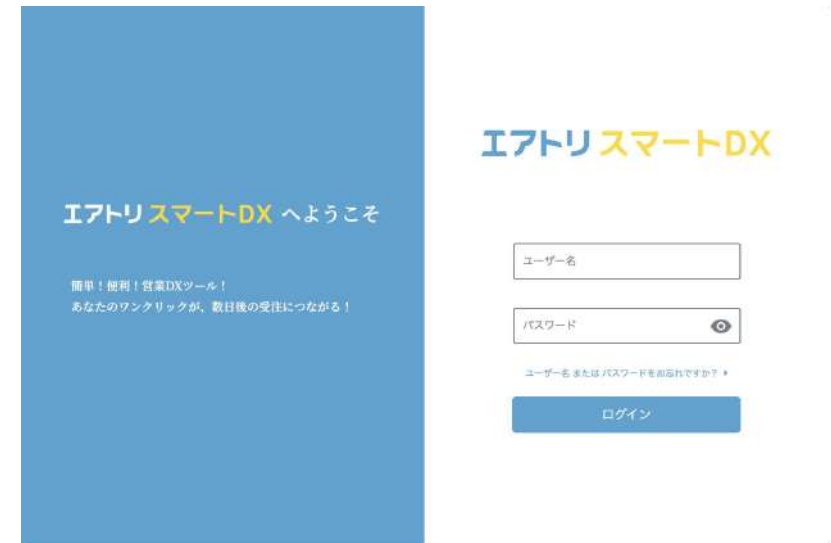 エアトリ スマートDX へようこそ
簡単！便利！営業DXツール！
あなたのワンクリックが、数日後の受注につながる！
エアトリ スマートDX
ユーザー名
パスワード
ユーザー名 または パスワードをお忘れですか？
ログイン